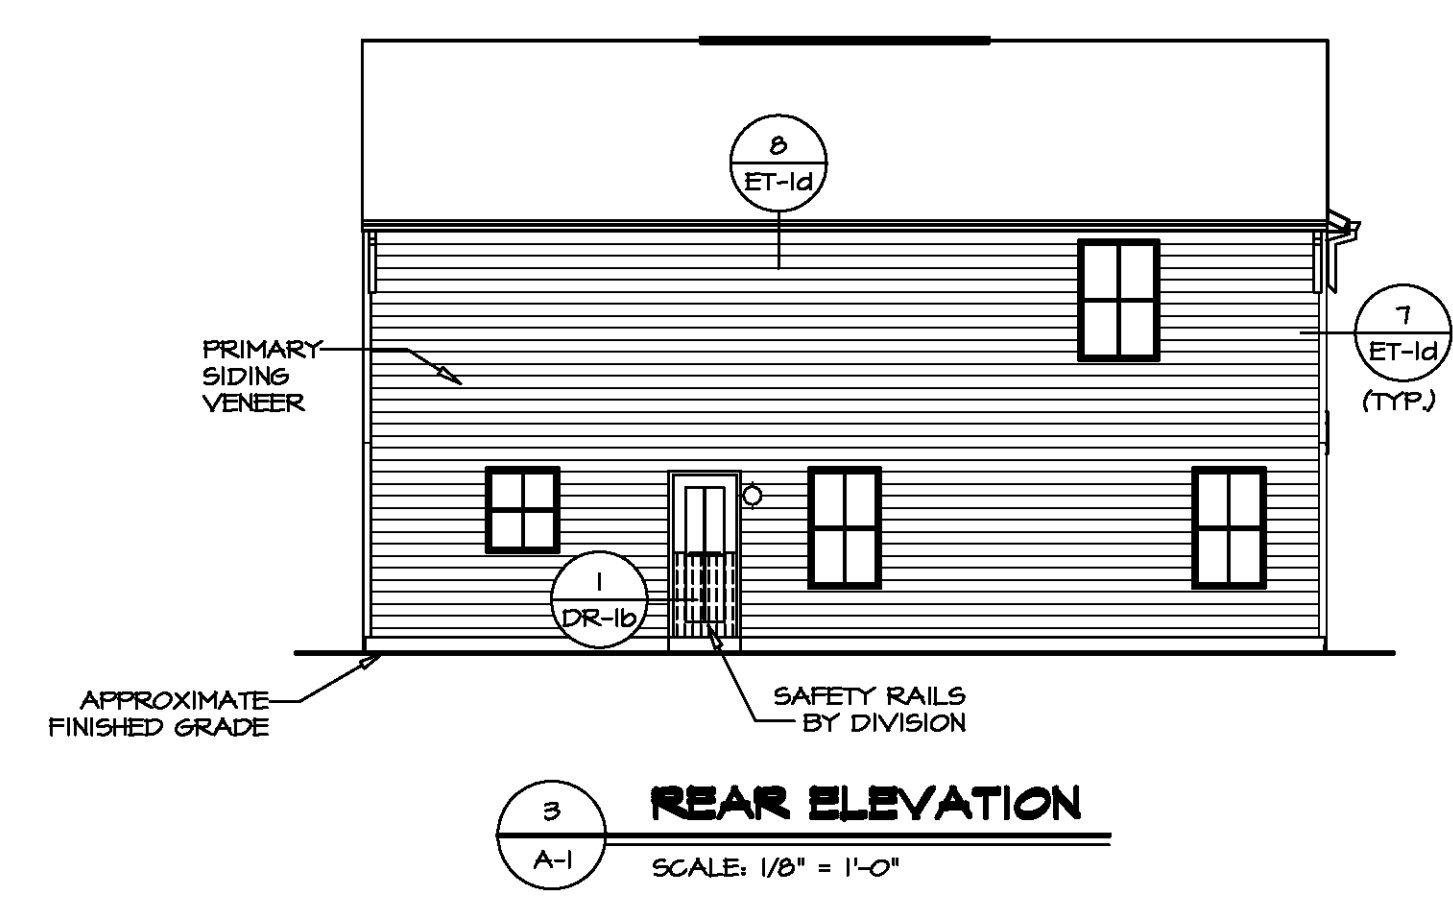 8
ET-1d
7
ET-1d
(TYP.)
PRIMARY
SIDING
VENEER
1
DR-1b
APPROXIMATE
FINISHED GRADE
SAFETY RAILS
BY DIVISION
3
A-1
REAR ELEVATION
SCALE: 1/8" = 1'-0"